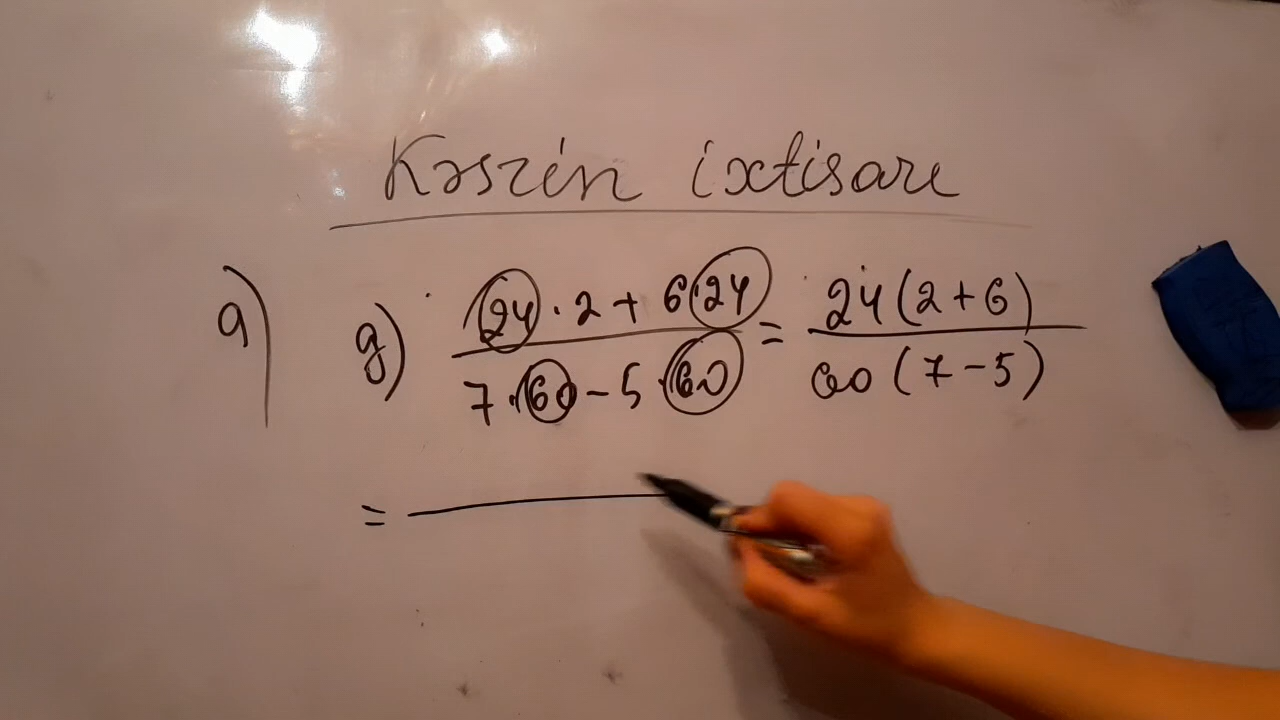 Kəsrin ixtisarı
9) g) (24 · 2 + 6 · 24) / (7 · 60 - 5 · 60) = 24(2+6) / 60(7-5)
=